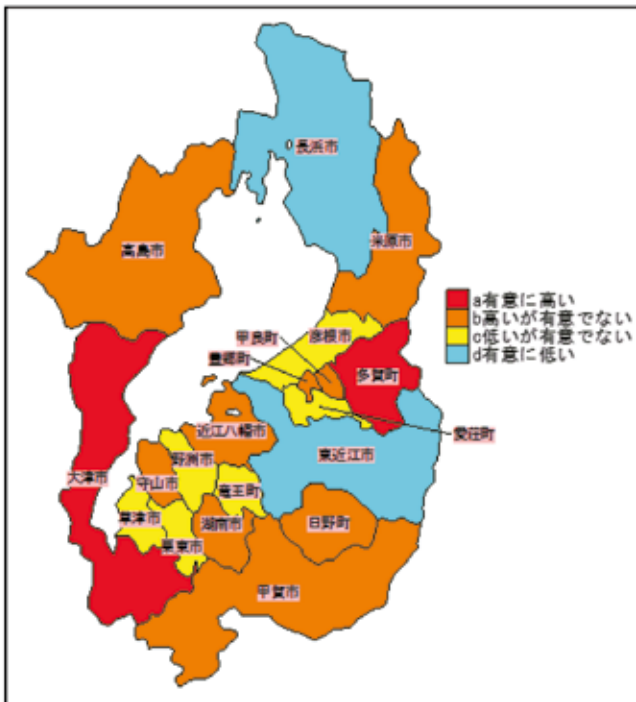 長浜市
高島市
米原市
a有意に高い
b高いが有意でない
c低いが有意でない
d有意に低い
彦根市
甲良町
豊郷町
多賀町
愛荘町
近江八幡市
東近江市
野洲市
大津市
守山市
竜王町
草津市
湖南市
日野町
栗東市
甲賀市